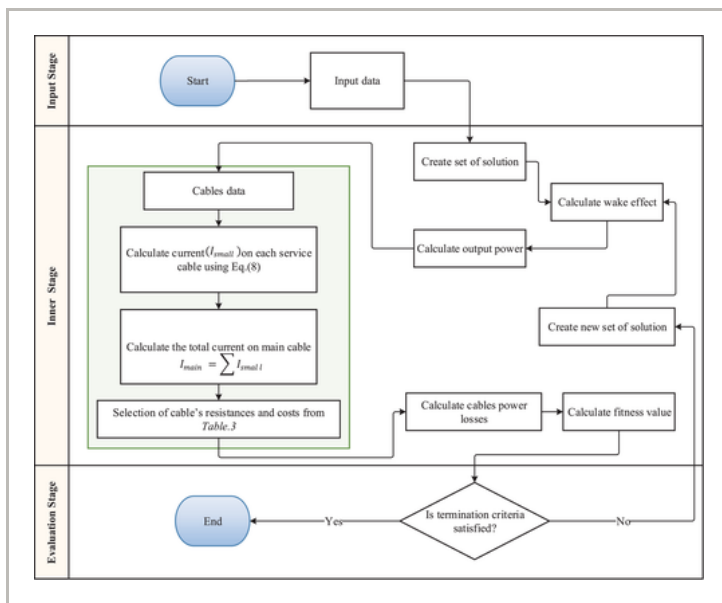 Input Stage
Start
Input data
Inner Stage
Create set of solution
Cables data
Calculate wake effect
Calculate current(I_small)on each service
cable using Eq.(8)
Calculate output power
Create new set of solution
Calculate the total current on main cable
I_main = ∑ I_small
Selection of cable's resistances and costs from
Table.3
Calculate cables power
losses
Calculate fitness value
Evaluation Stage
Is termination criteria
satisfied?
Yes
No
End